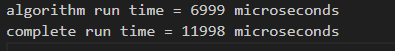 algorithm run time = 6999 microseconds
complete run time = 11998 microseconds